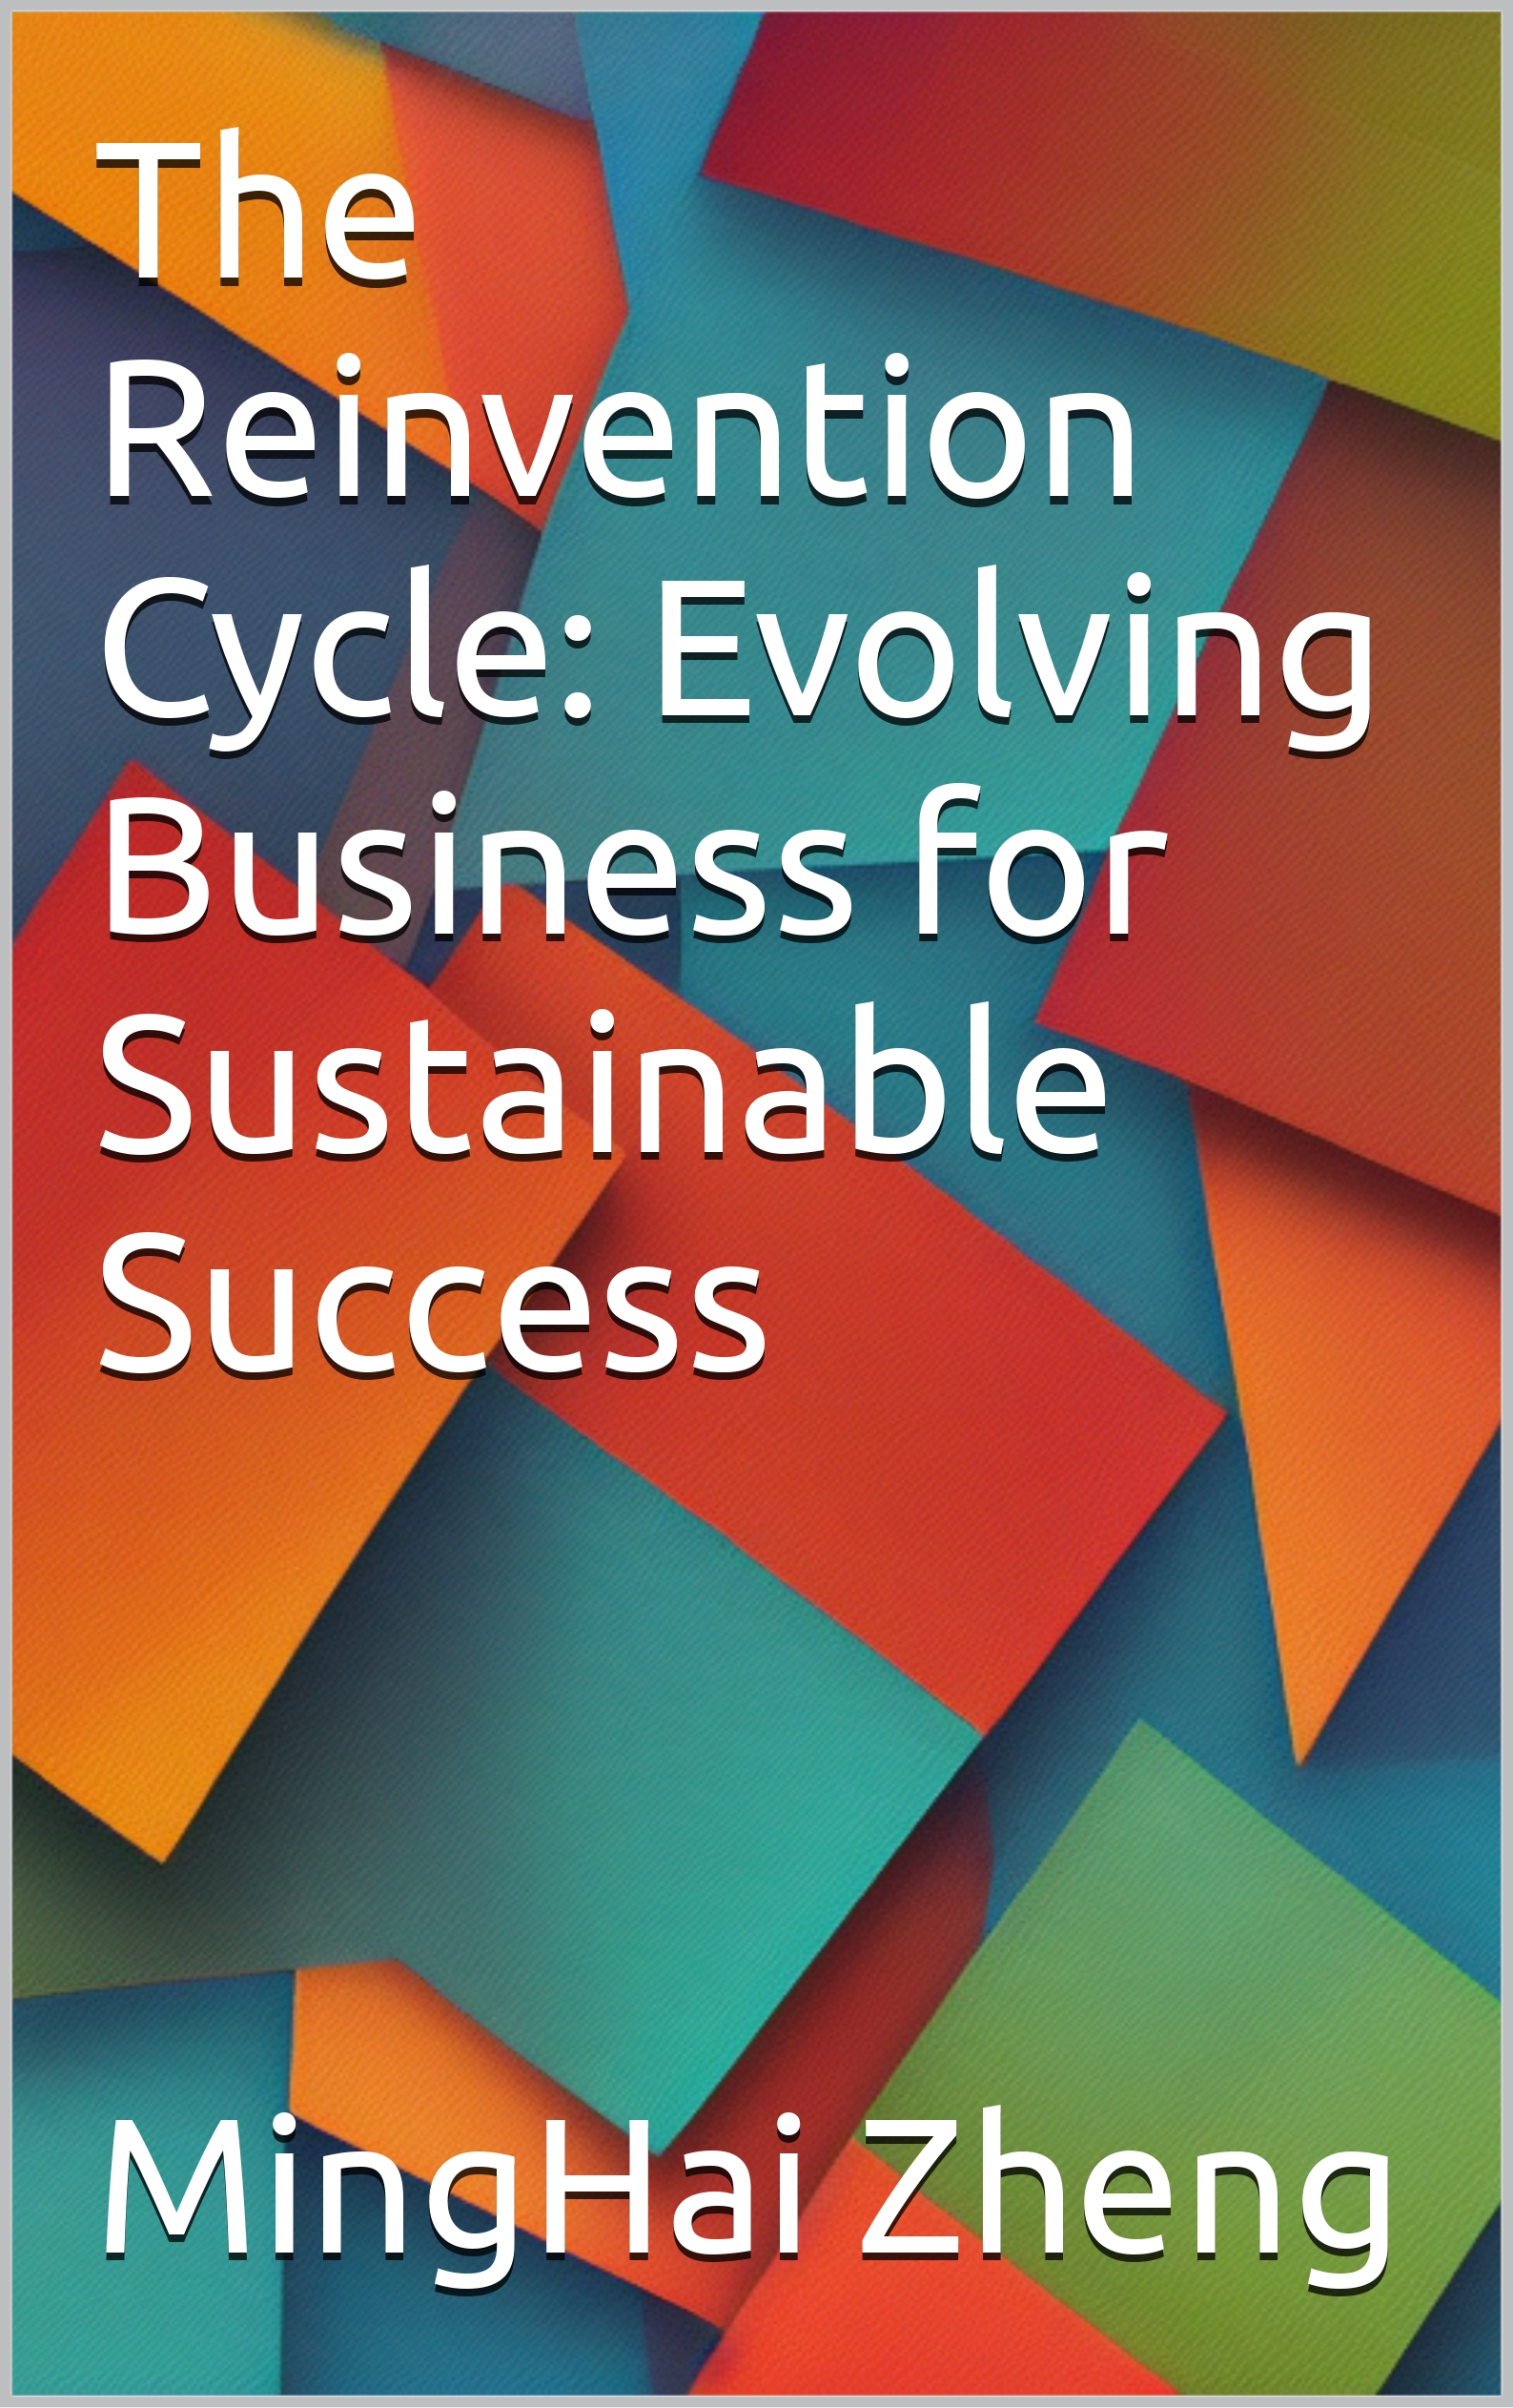 The
Reinvention
Cycle: Evolving
Business for
Sustainable
Success
MingHai Zheng